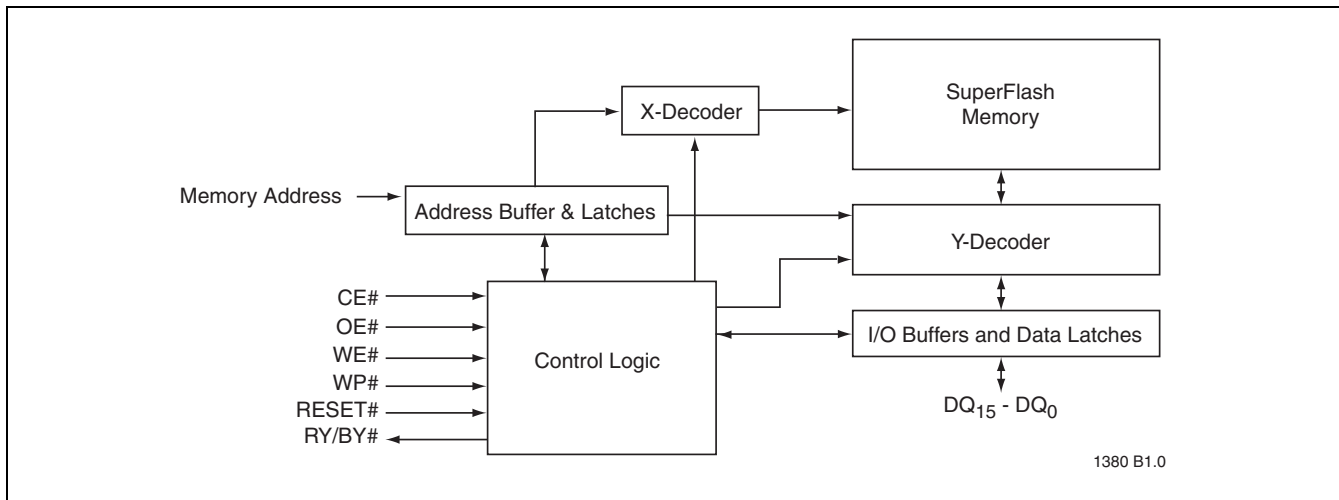 SuperFlash
Memory
X-Decoder
Memory Address
Address Buffer & Latches
Y-Decoder
CE#
OE#
WE#
WP#
RESET#
RY/BY#
Control Logic
I/O Buffers and Data Latches
DQ15 - DQ0
1380 B1.0